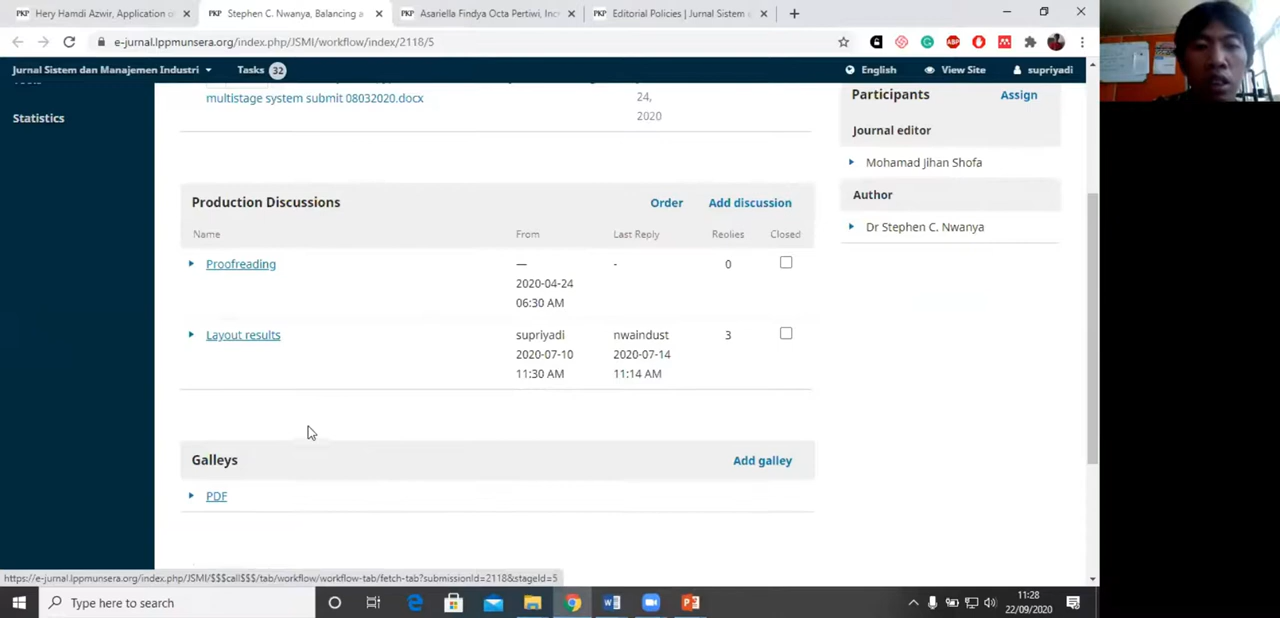 Hery Hamdi Azwir, Application of
Stephen C. Nwanya, Balancing a
Asariella Findya Octa Pertiwi, Inc
Editorial Policies | Jurnal Sistem
e-jurnal.lppmunsera.org/index.php/JSMI/workflow/index/2118/5
Jurnal Sistem dan Manajemen Industri
Tasks 32
English
View Site
supriyadi
Statistics
multistage system submit 08032020.docx
24,
2020
Participants
Assign
Journal editor
Mohamad Jihan Shofa
Author
Dr Stephen C. Nwanya
Production Discussions
Order
Add discussion
Name
From
Last Reply
Replies
Closed
Proofreading
—
2020-04-24
06:30 AM
-
0
Layout results
supriyadi
2020-07-10
11:30 AM
nwaindust
2020-07-14
11:14 AM
3
Galleys
Add galley
PDF
https://e-jurnal.lppmunsera.org/index.php/JSMI/$$$call$$$/tab/workflow/workflow-tab/fetch-tab?submissionId=2118&stageId=5
Type here to search
11:28
22/09/2020